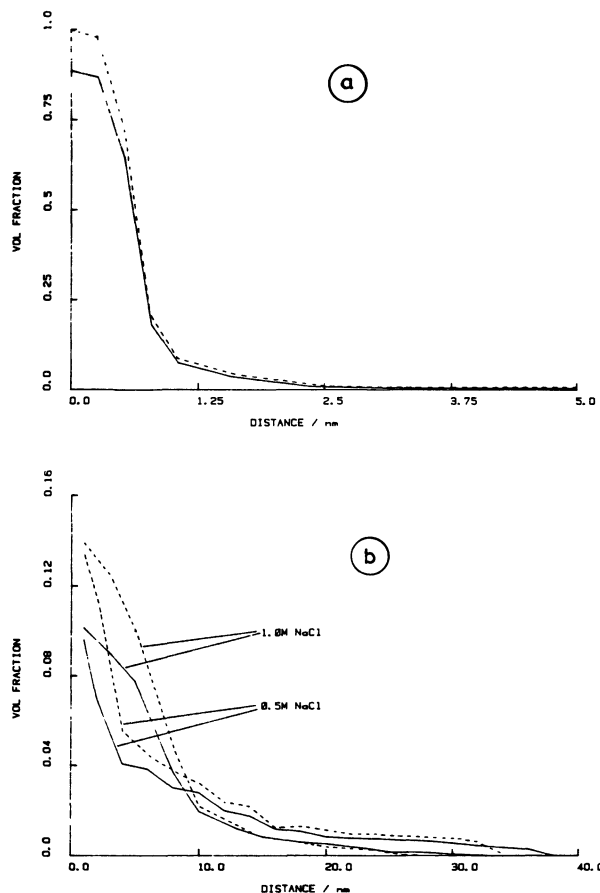 a
1.0
0.75
0.5
0.25
0.0
VOL FRACTION
0.0 1.25 2.5 3.75 5.0
DISTANCE / nm
b
0.16
0.12
0.08
0.04
0.0
VOL FRACTION
1.0M NaCl
0.5M NaCl
0.0 10.0 20.0 30.0 40.0
DISTANCE / nm